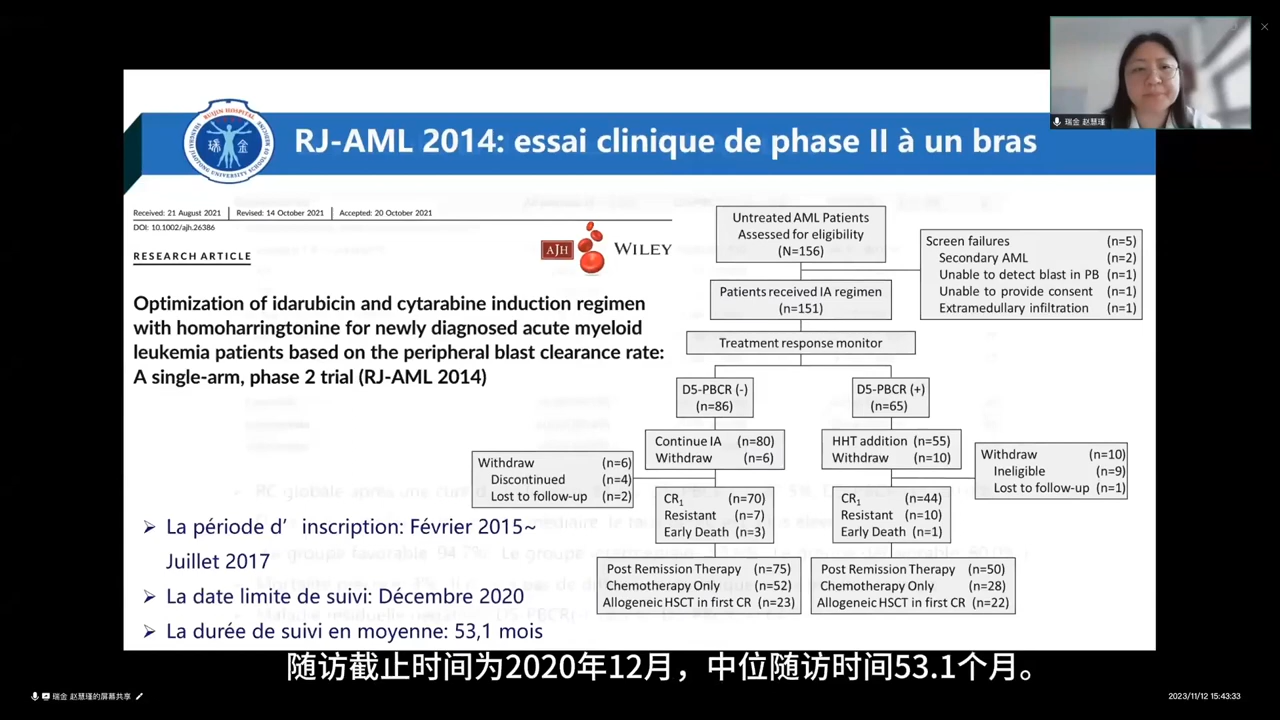 瑞金 赵慧瑾
RUIJIN HOSPITAL
瑞 金
RJ-AML 2014: essai clinique de phase II à un bras
Received: 21 August 2021 | Revised: 14 October 2021 | Accepted: 20 October 2021
DOI: 10.1002/ajh.26386
RESEARCH ARTICLE
AJH WILEY
Optimization of idarubicin and cytarabine induction regimen
with homoharringtonine for newly diagnosed acute myeloid
leukemia patients based on the peripheral blast clearance rate:
A single-arm, phase 2 trial (RJ-AML 2014)
Untreated AML Patients
Assessed for eligibility
(N=156)
Screen failures (n=5)
Secondary AML (n=2)
Unable to detect blast in PB (n=1)
Unable to provide consent (n=1)
Extramedullary infiltration (n=1)
Patients received IA regimen
(n=151)
Treatment response monitor
D5-PBCR (-)
(n=86)
D5-PBCR (+)
(n=65)
Continue IA (n=80)
Withdraw (n=6)
HHT addition (n=55)
Withdraw (n=10)
Withdraw (n=6)
Discontinued (n=4)
Lost to follow-up (n=2)
Withdraw (n=10)
Ineligible (n=9)
Lost to follow-up (n=1)
CR1 (n=70)
Resistant (n=7)
Early Death (n=3)
CR1 (n=44)
Resistant (n=10)
Early Death (n=1)
Post Remission Therapy (n=75)
Chemotherapy Only (n=52)
Allogeneic HSCT in first CR (n=23)
Post Remission Therapy (n=50)
Chemotherapy Only (n=28)
Allogeneic HSCT in first CR (n=22)
➢ La période d’ inscription: Février 2015~
Juillet 2017
➢ La date limite de suivi: Décembre 2020
➢ La durée de suivi en moyenne: 53,1 mois
随访截止时间为2020年12月，中位随访时间53.1个月。
瑞金 赵慧瑾的屏幕共享
2023/11/12 15:43:33